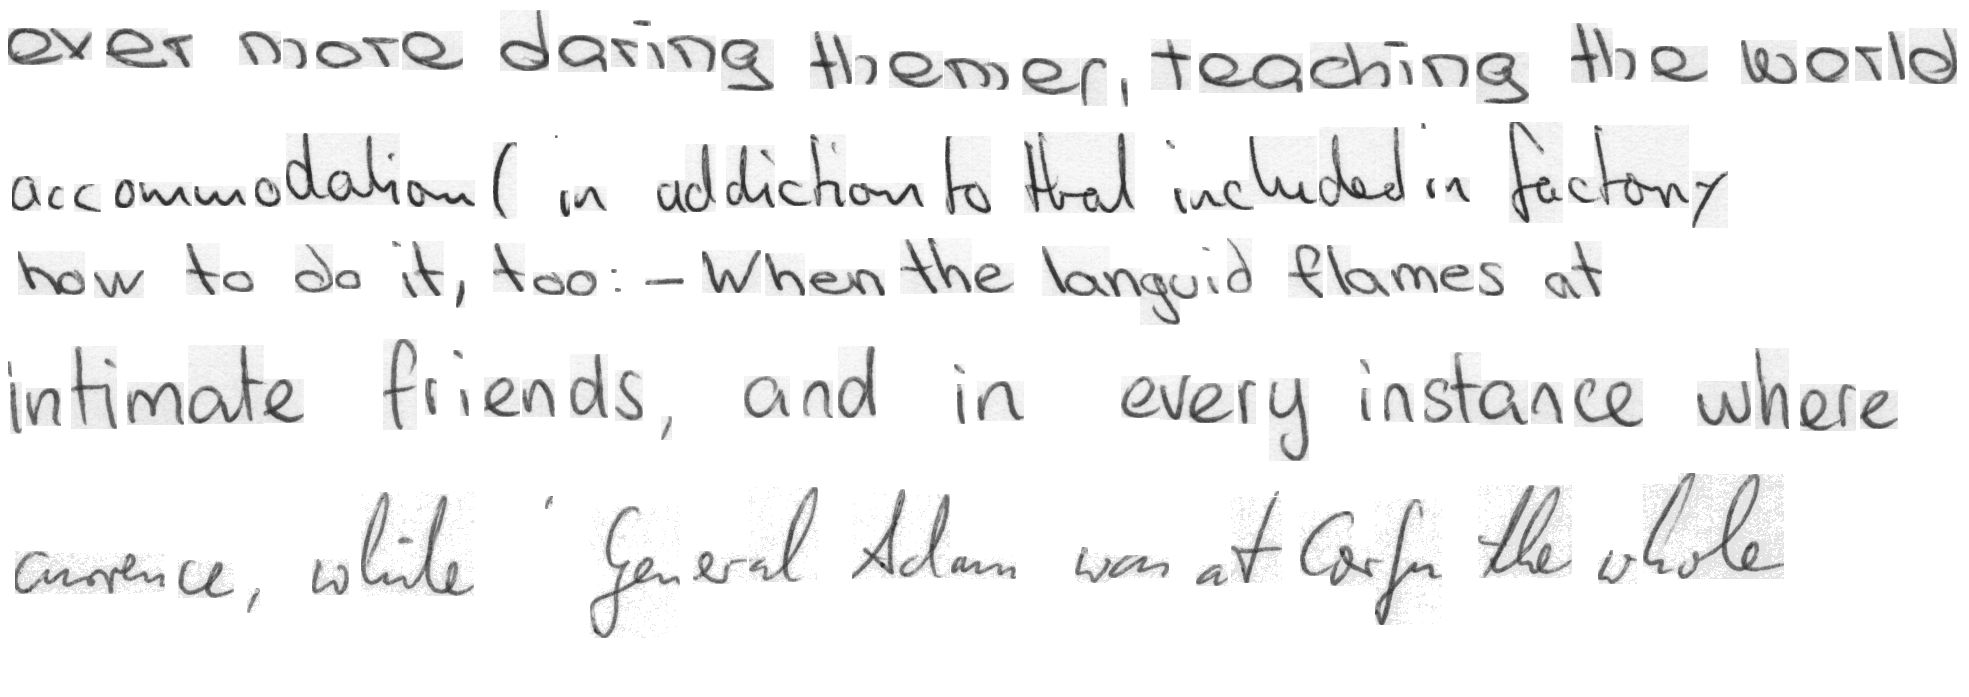 ever more daring themes, teaching the world
accommodation ( in addiction to that included in factory
how to do it, too: - When the languid flames at
intimate friends, and in every instance where
currence, while ' General Adam was at Corfu the whole